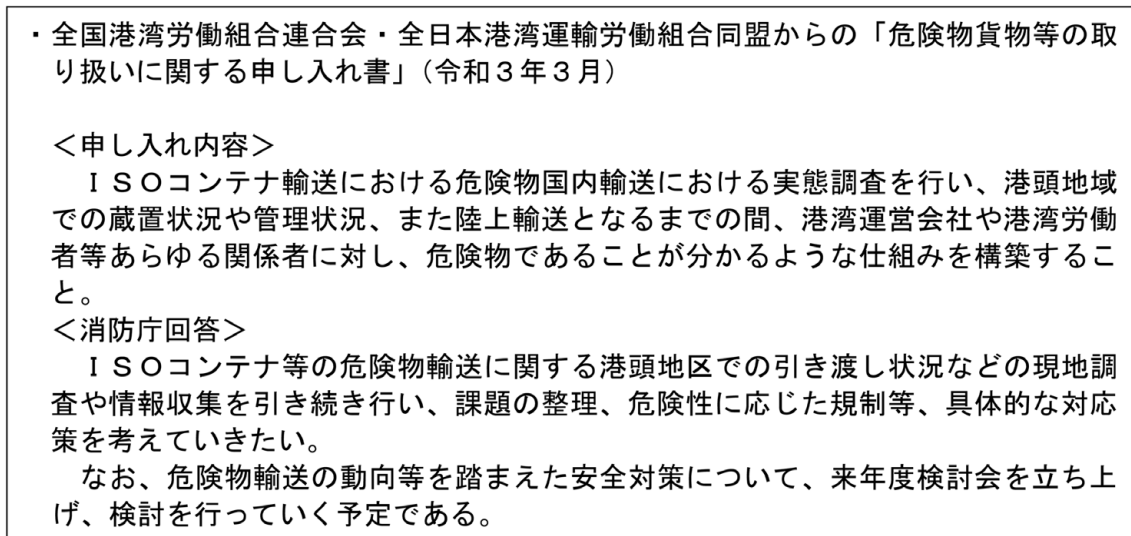 ・全国港湾労働組合連合会・全日本港湾運輸労働組合同盟からの「危険物貨物等の取
り扱いに関する申し入れ書」（令和３年３月）
＜申し入れ内容＞
ＩＳＯコンテナ輸送における危険物国内輸送における実態調査を行い、港頭地域
での蔵置状況や管理状況、また陸上輸送となるまでの間、港湾運営会社や港湾労働
者等あらゆる関係者に対し、危険物であることが分かるような仕組みを構築するこ
と。
＜消防庁回答＞
ＩＳＯコンテナ等の危険物輸送に関する港頭地区での引き渡し状況などの現地調
査や情報収集を引き続き行い、課題の整理、危険性に応じた規制等、具体的な対応
策を考えていきたい。
なお、危険物輸送の動向等を踏まえた安全対策について、来年度検討会を立ち上
げ、検討を行っていく予定である。